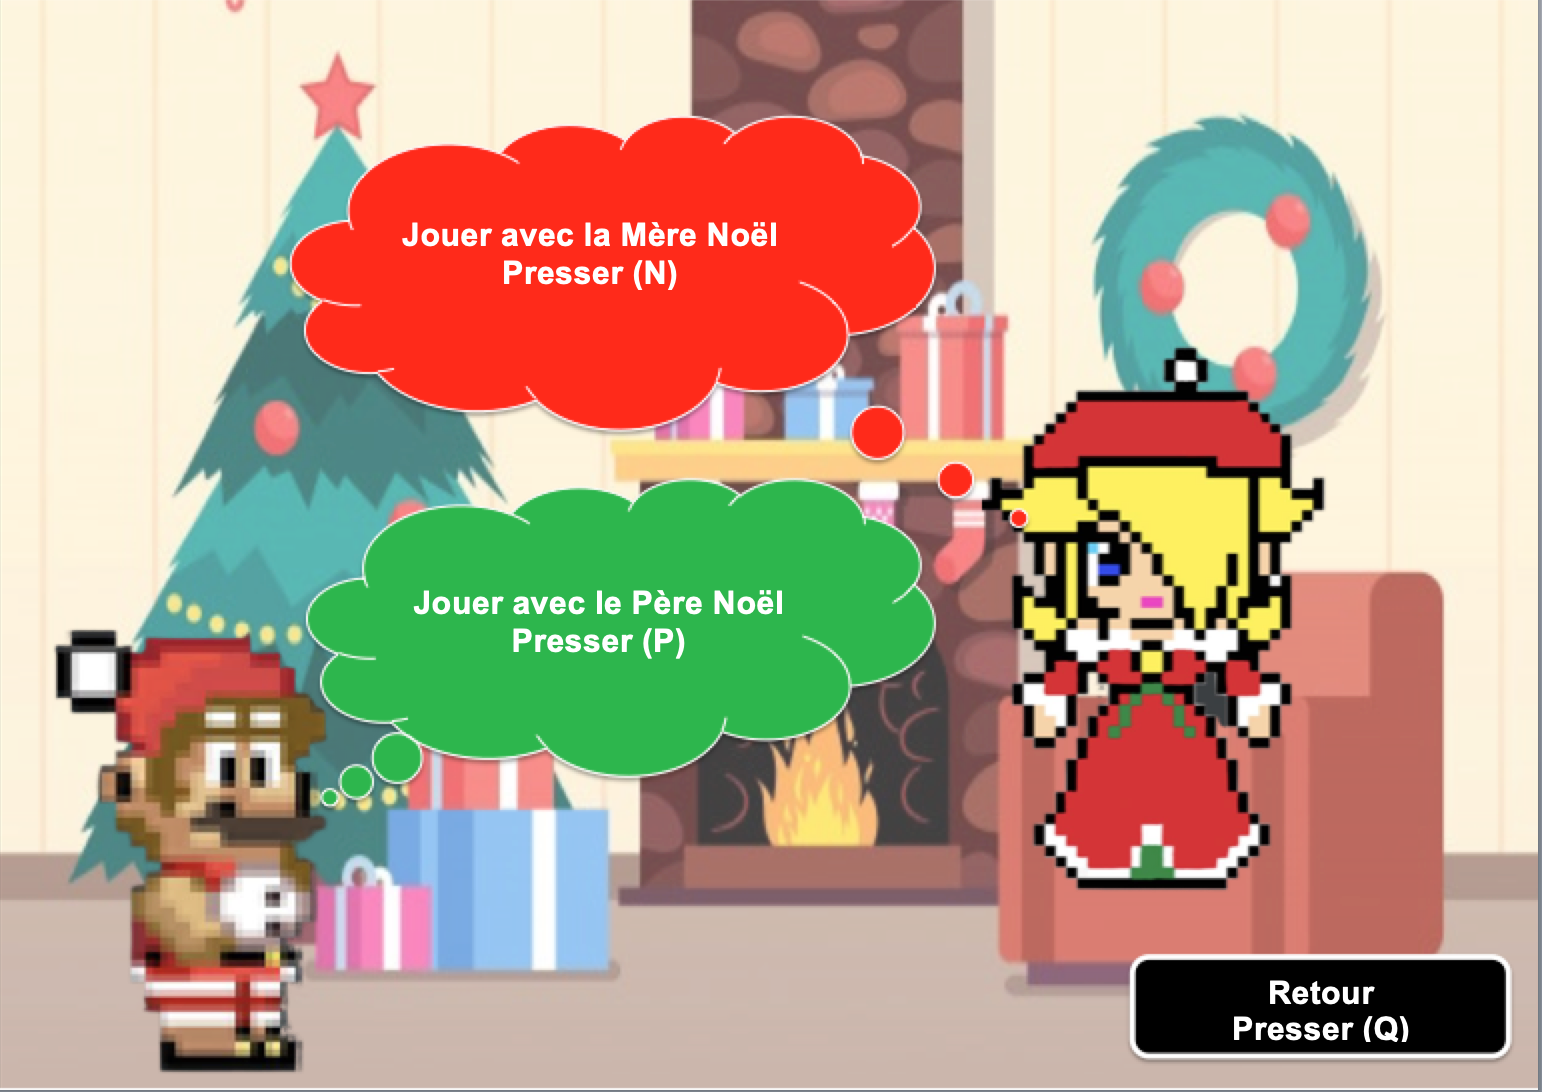 Jouer avec la Mère Noël
Presser (N)
Jouer avec le Père Noël
Presser (P)
Retour
Presser (Q)